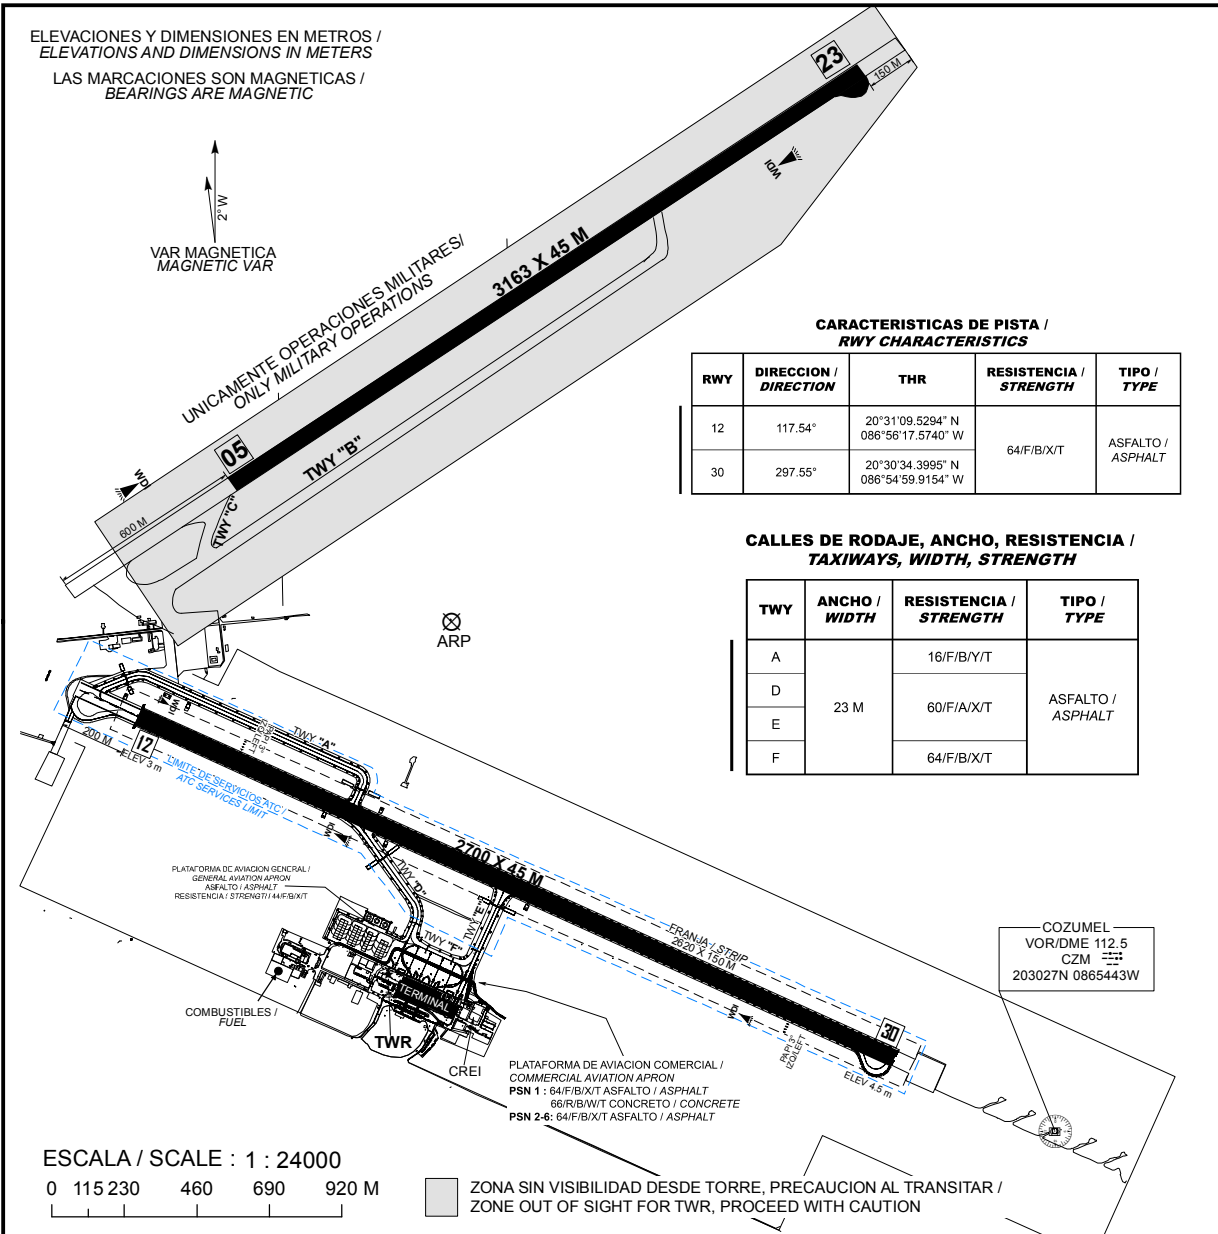 ELEVACIONES Y DIMENSIONES EN METROS /
ELEVATIONS AND DIMENSIONS IN METERS
LAS MARCACIONES SON MAGNETICAS /
BEARINGS ARE MAGNETIC
2° W
VAR MAGNETICA
MAGNETIC VAR
23
150 M
WDI
3163 X 45 M
UNICAMENTE OPERACIONES MILITARES/
ONLY MILITARY OPERATIONS
05
TWY "B"
WDI
600 M
TWY "C"
CARACTERISTICAS DE PISTA /
RWY CHARACTERISTICS
RWY
DIRECCION /
DIRECTION
THR
RESISTENCIA /
STRENGTH
TIPO /
TYPE
12
117.54°
20°31'09.5294" N
086°56'17.5740" W
30
297.55°
20°30'34.3995" N
086°54'59.9154" W
64/F/B/X/T
ASFALTO /
ASPHALT
CALLES DE RODAJE, ANCHO, RESISTENCIA /
TAXIWAYS, WIDTH, STRENGTH
TWY
ANCHO /
WIDTH
RESISTENCIA /
STRENGTH
TIPO /
TYPE
A
D
E
F
23 M
16/F/B/Y/T
60/F/A/X/T
64/F/B/X/T
ASFALTO /
ASPHALT
ARP
WDI
PAPI 3°
IZQ/LEFT
TWY "A"
200 M
12
ELEV 3 m
LIMITE DE SERVICIOS ATC /
ATC SERVICES LIMIT
WDI
2700 X 45 M
TWY "D"
TWY "E"
TWY "F"
PLATAFORMA DE AVIACION GENERAL /
GENERAL AVIATION APRON
ASFALTO / ASPHALT
RESISTENCIA / STRENGTH 44/F/B/X/T
FRANJA / STRIP
2620 X 150 M
COZUMEL
VOR/DME 112.5
CZM
203027N 0865443W
TERMINAL
COMBUSTIBLES /
FUEL
TWR
CREI
WDI
PAPI 3°
IZQ/LEFT
30
ELEV 4.5 m
PLATAFORMA DE AVIACION COMERCIAL /
COMMERCIAL AVIATION APRON
PSN 1 : 64/F/B/X/T ASFALTO / ASPHALT
66/R/B/W/T CONCRETO / CONCRETE
PSN 2-6: 64/F/B/X/T ASFALTO / ASPHALT
ESCALA / SCALE : 1 : 24000
0 115 230 460 690 920 M
ZONA SIN VISIBILIDAD DESDE TORRE, PRECAUCION AL TRANSITAR /
ZONE OUT OF SIGHT FOR TWR, PROCEED WITH CAUTION